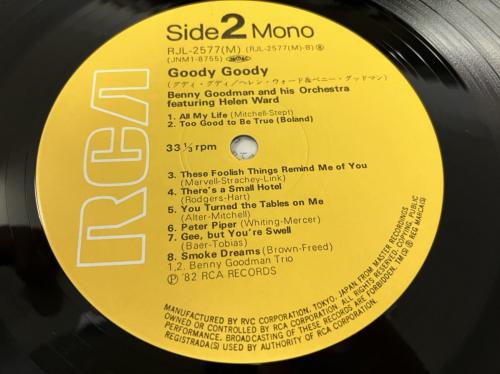 Side 2 Mono
RJL-2577(M) (RJL-2577(M)-B) Ⓡ
(JNM1-8755)
Goody Goody
(グディ・グディ/ヘレン・ウォード&ベニー・グッドマン)
Benny Goodman and his Orchestra
featuring Helen Ward
1. All My Life (Mitchell-Stept)
2. Too Good to Be True (Boland)
33 1/3 rpm
3. These Foolish Things Remind Me of You
(Marvell-Strachey-Link)
4. There's a Small Hotel
(Rodgers-Hart)
5. You Turned the Tables on Me
(Alter-Mitchell)
6. Peter Piper (Whiting-Mercer)
7. Gee, but You're Swell
(Baer-Tobias)
8. Smoke Dreams (Brown-Freed)
1,2. Benny Goodman Trio
Ⓟ '82 RCA RECORDS
RCA
MANUFACTURED BY RVC CORPORATION, TOKYO, JAPAN FROM MASTER RECORDINGS
OWNED OR CONTROLLED BY RCA CORPORATION. ALL RIGHTS RESERVED. COPYING, PUBLIC
PERFORMANCE, BROADCASTING OF THESE RECORDS ARE FORBIDDEN. TM(S) ® REG MARCA(S)
REGISTRADA(S) USED BY AUTHORITY OF RCA CORPORATION.